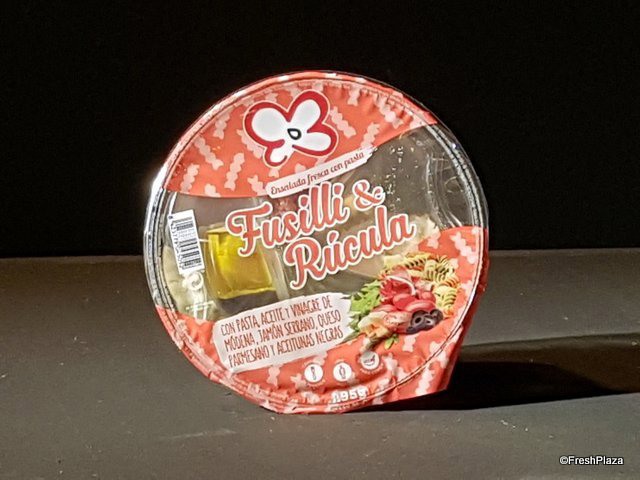 Ensalada fresca con pasta
Fusilli &
Rúcula
CON PASTA, ACEITE Y VINAGRE DE
MÓDENA, JAMÓN SERRANO, QUESO
PARMESANO Y ACEITUNAS NEGRAS
195g
©FreshPlaza